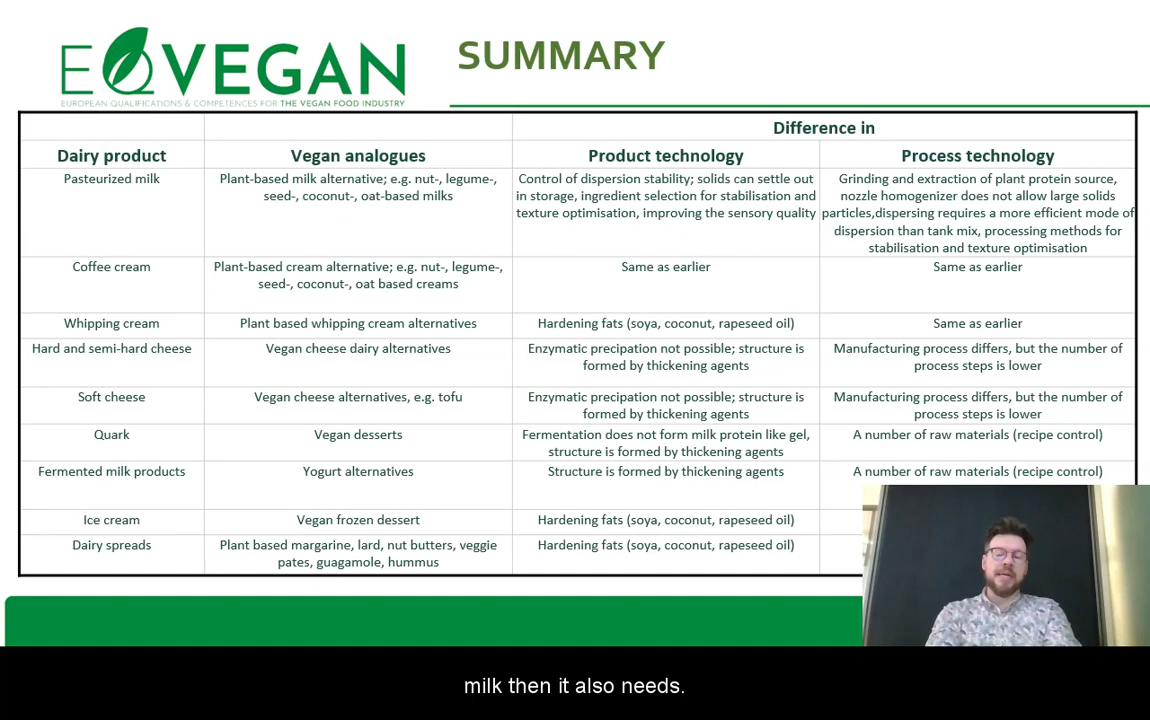 EQVEGAN
EUROPEAN QUALIFICATIONS & COMPETENCES FOR THE VEGAN FOOD INDUSTRY
SUMMARY
Difference in
Dairy product Vegan analogues Product technology Process technology
Pasteurized milk
Plant-based milk alternative; e.g. nut-, legume-,
seed-, coconut-, oat-based milks
Control of dispersion stability; solids can settle out
in storage, ingredient selection for stabilisation and
texture optimisation, improving the sensory quality
Grinding and extraction of plant protein source,
nozzle homogenizer does not allow large solids
particles,dispersing requires a more efficient mode of
dispersion than tank mix, processing methods for
stabilisation and texture optimisation
Coffee cream
Plant-based cream alternative; e.g. nut-, legume-,
seed-, coconut-, oat based creams
Same as earlier
Same as earlier
Whipping cream
Plant based whipping cream alternatives
Hardening fats (soya, coconut, rapeseed oil)
Same as earlier
Hard and semi-hard cheese
Vegan cheese dairy alternatives
Enzymatic precipation not possible; structure is
formed by thickening agents
Manufacturing process differs, but the number of
process steps is lower
Soft cheese
Vegan cheese alternatives, e.g. tofu
Enzymatic precipation not possible; structure is
formed by thickening agents
Manufacturing process differs, but the number of
process steps is lower
Quark
Vegan desserts
Fermentation does not form milk protein like gel,
structure is formed by thickening agents
A number of raw materials (recipe control)
Fermented milk products
Yogurt alternatives
Structure is formed by thickening agents
A number of raw materials (recipe control)
Ice cream
Vegan frozen dessert
Hardening fats (soya, coconut, rapeseed oil)
Dairy spreads
Plant based margarine, lard, nut butters, veggie
pates, guagamole, hummus
Hardening fats (soya, coconut, rapeseed oil)
milk then it also needs.